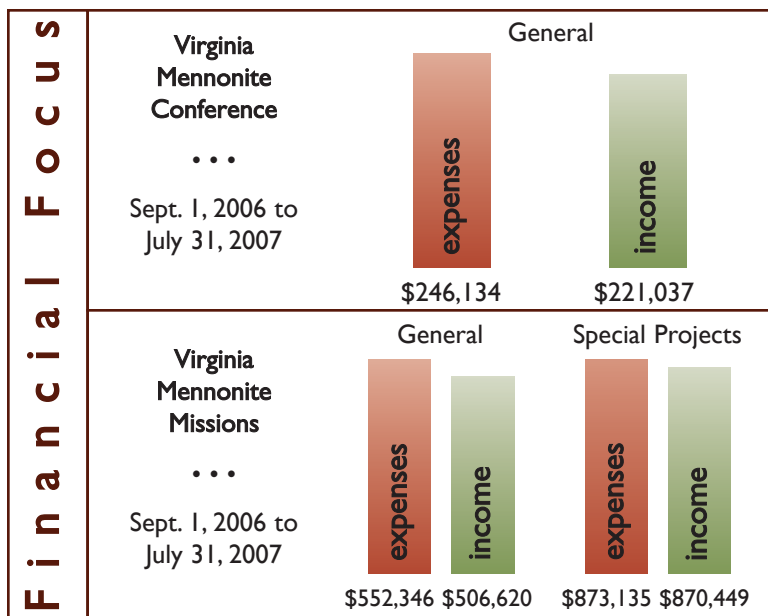 Financial Focus
Virginia
Mennonite
Conference
• • •
Sept. 1, 2006 to
July 31, 2007
General
expenses
income
$246,134
$221,037
Virginia
Mennonite
Missions
• • •
Sept. 1, 2006 to
July 31, 2007
General
Special Projects
expenses
income
expenses
income
$552,346 $506,620
$873,135 $870,449